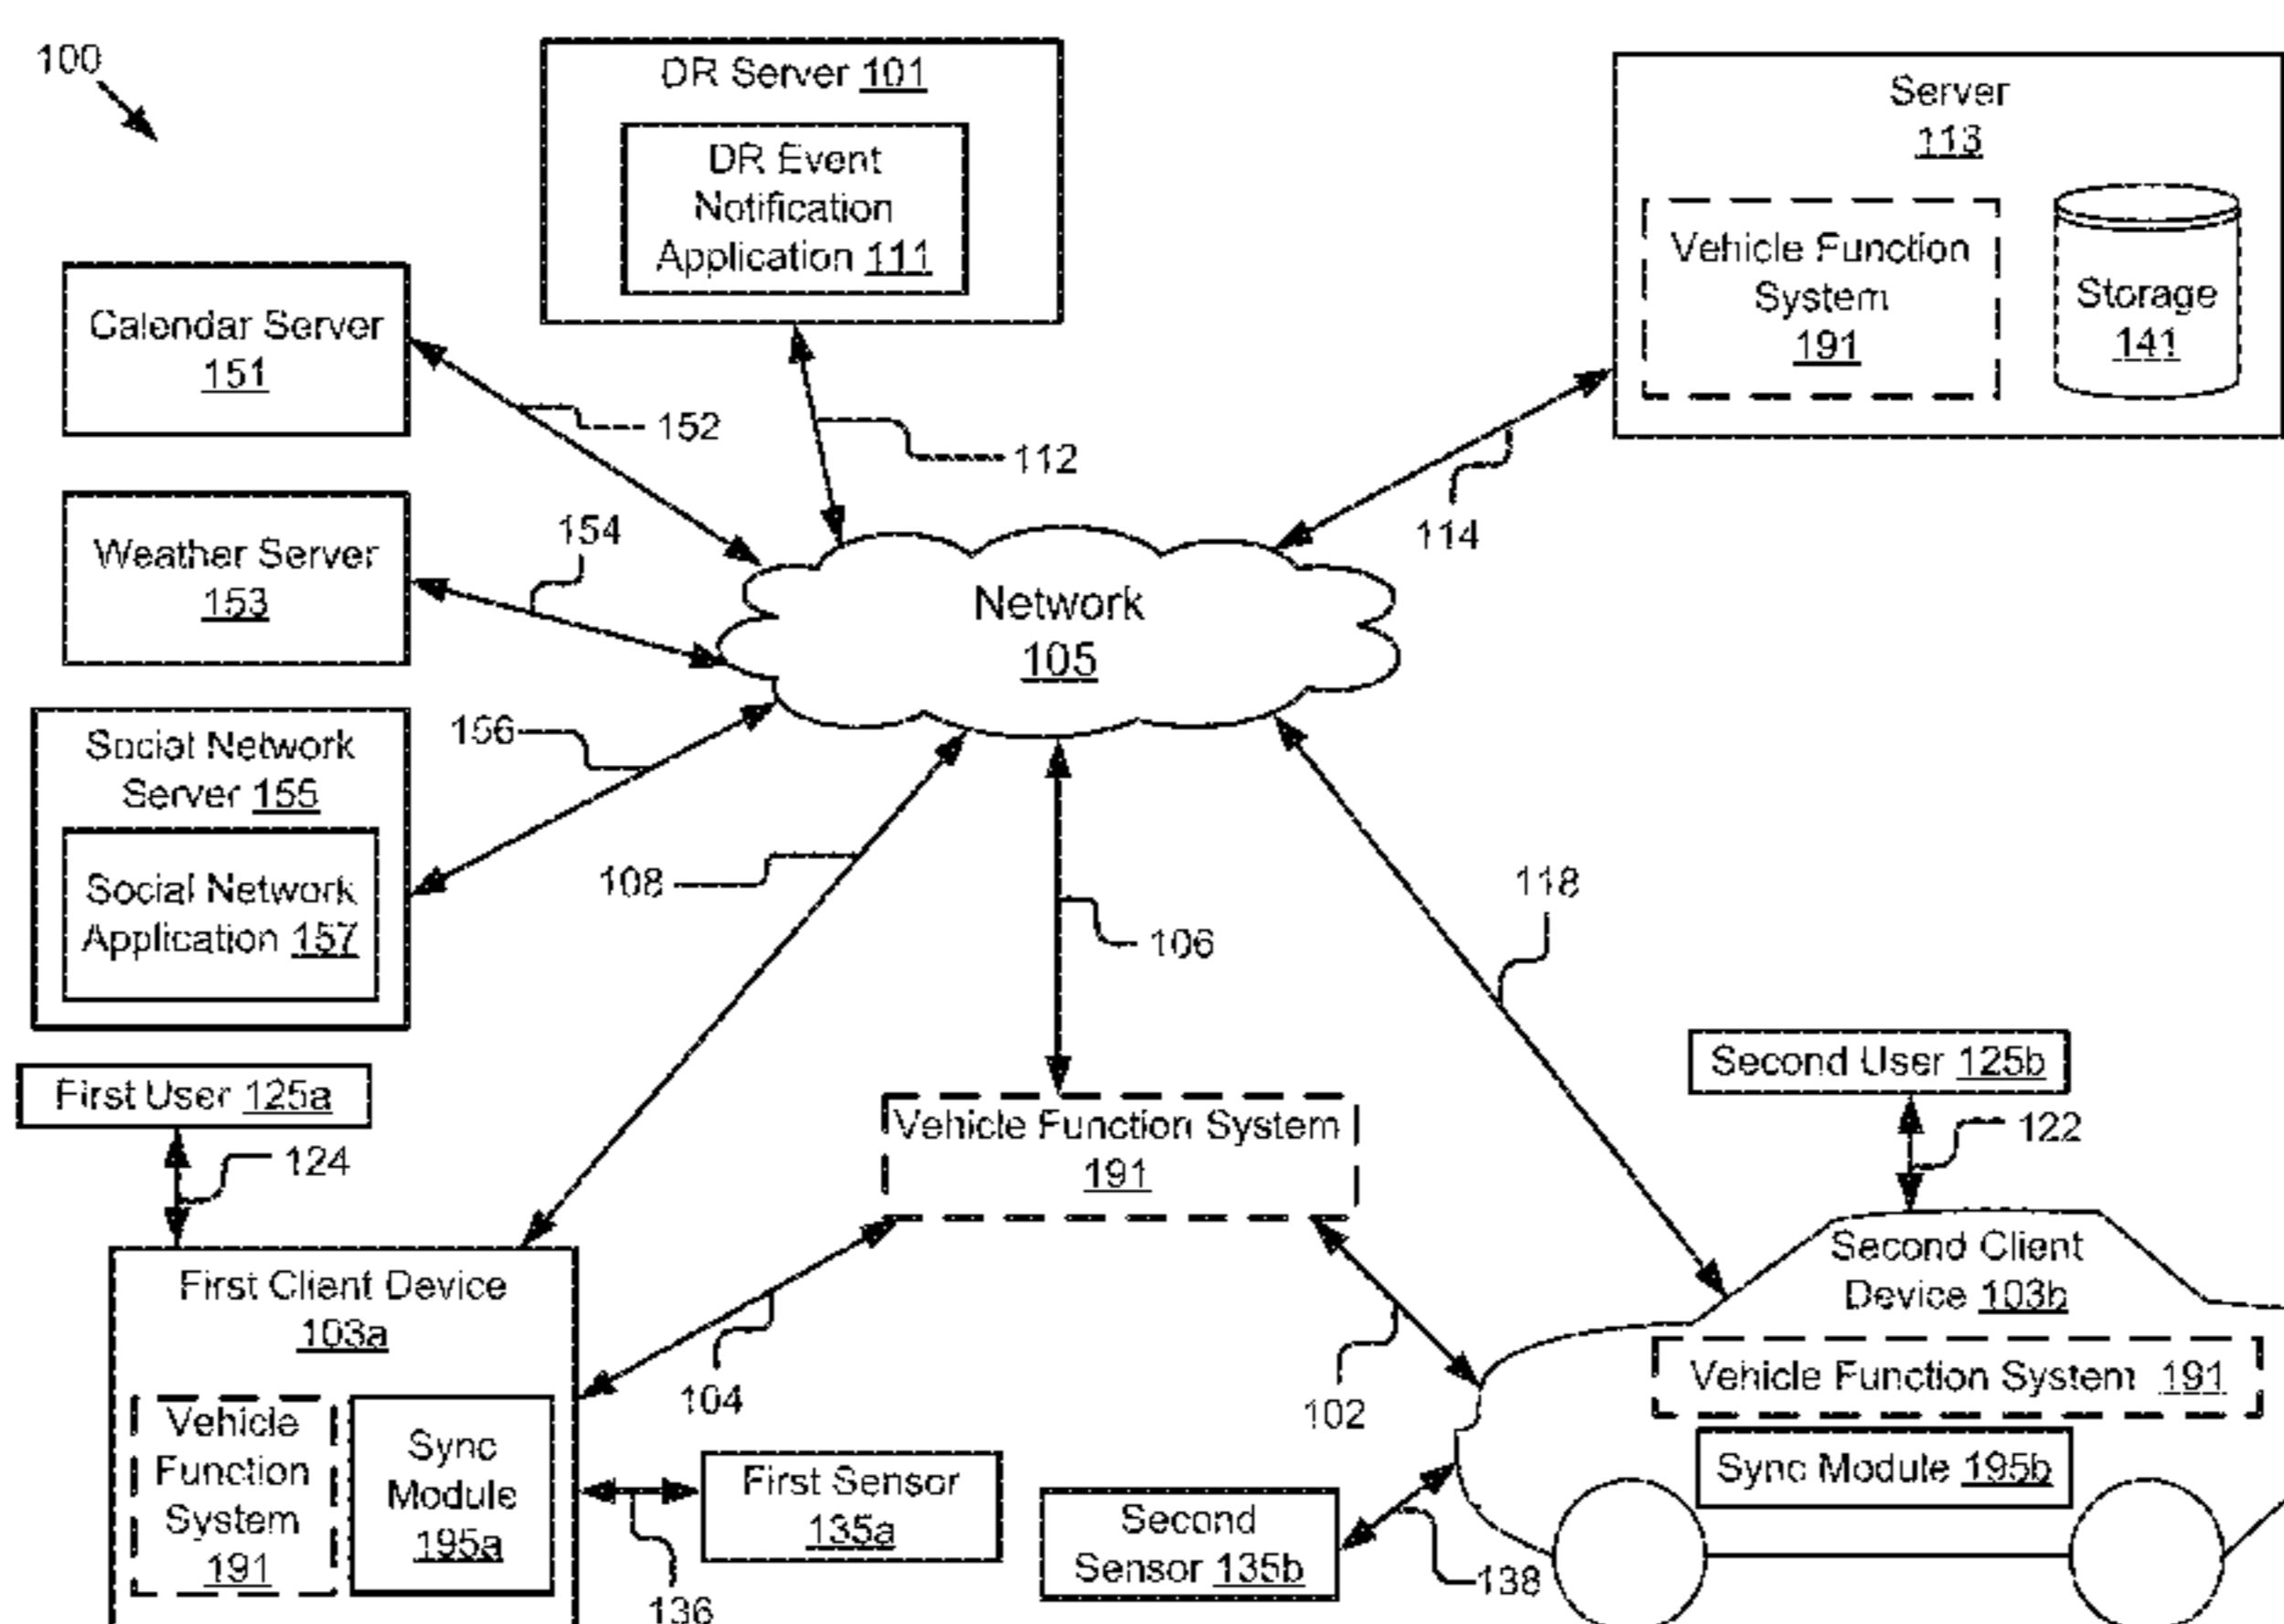 100
DR Server 101
DR Event
Notification
Application 111
Server
113
Vehicle Function
System
191
Storage
141
Calendar Server
151
152
112
114
Weather Server
153
154
Network
105
Social Network
Server 155
Social Network
Application 157
156
108
106
118
First User 125a
124
Second User 125b
122
Vehicle Function System
191
First Client Device
103a
Vehicle
Function
System
191
Sync
Module
195a
104
102
First Sensor
135a
136
Second
Sensor 135b
138
Second Client
Device 103b
Vehicle Function System 191
Sync Module 195b